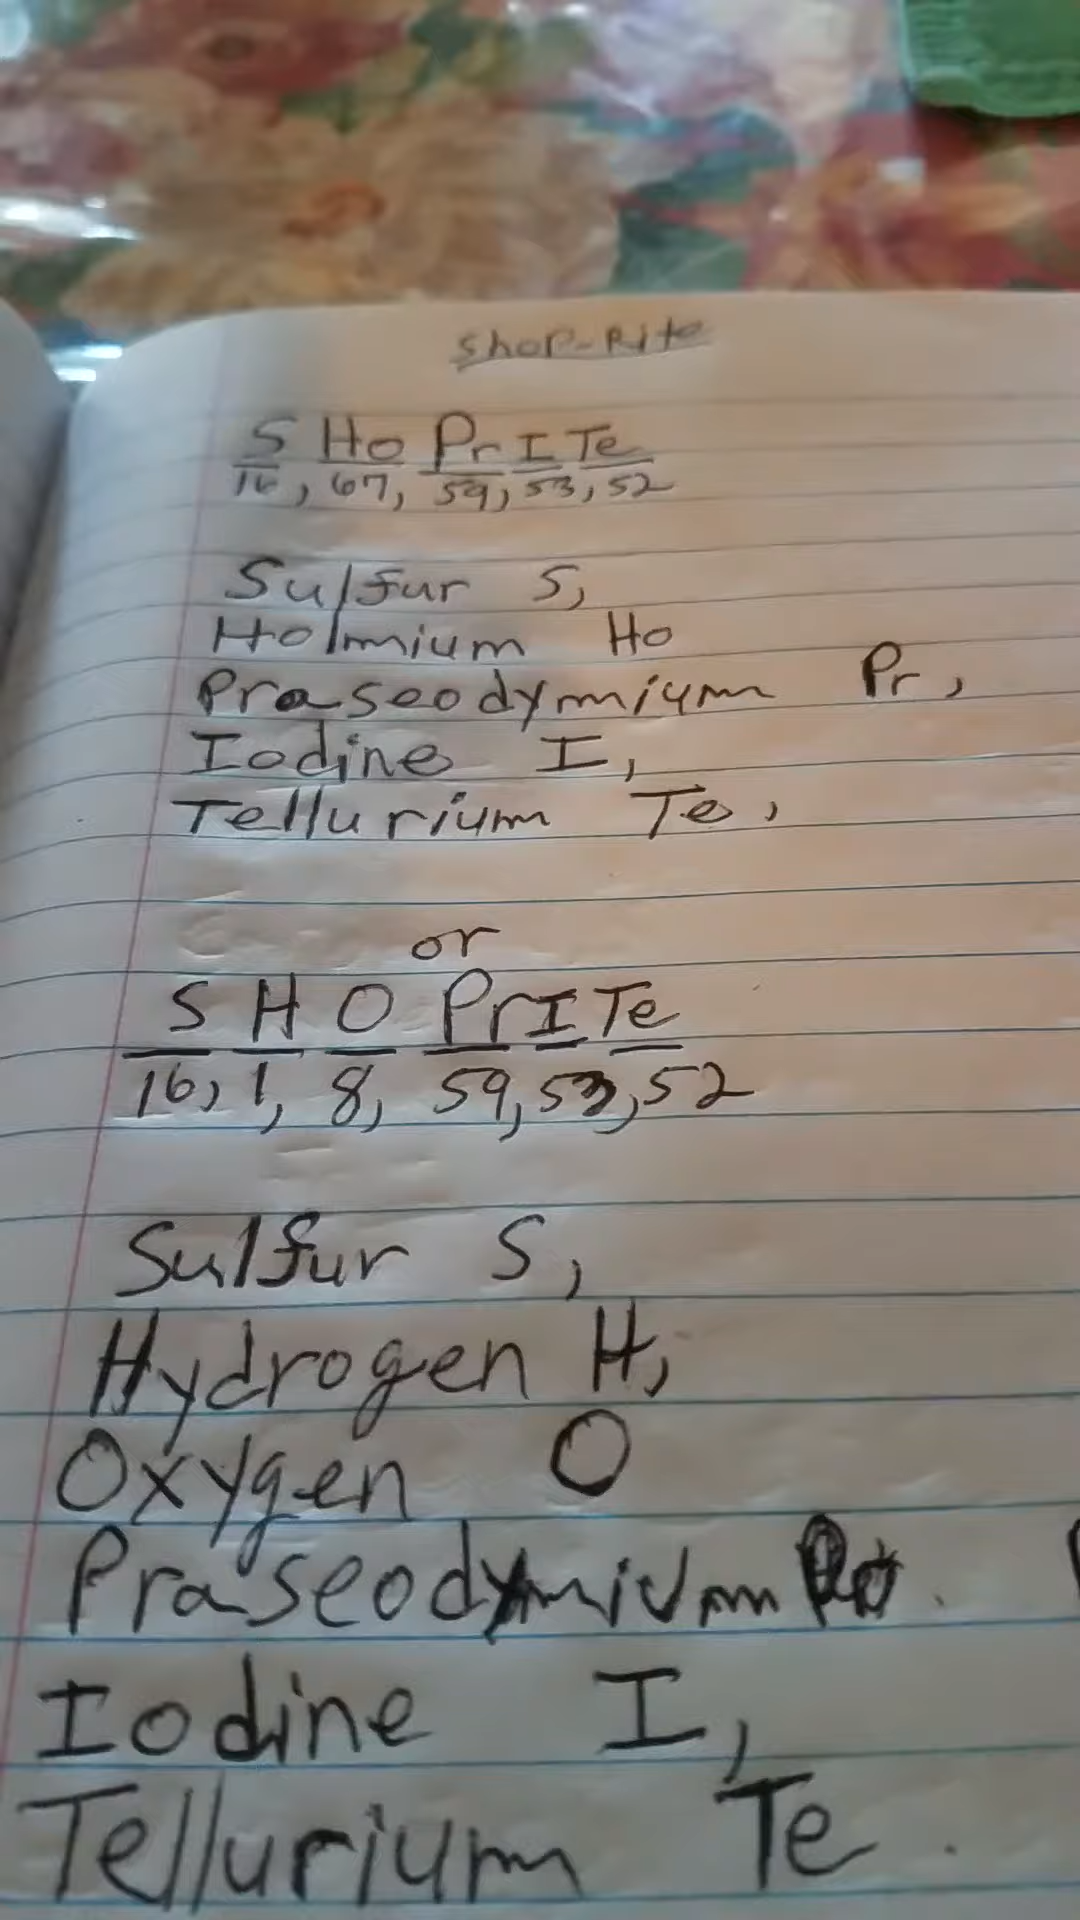 Shop-Rite
S Ho Pr I Te
16, 67, 59, 53, 52
Sulfur S,
Holmium Ho
Praseodymium Pr,
Iodine I,
Tellurium Te,
or
S H O Pr I Te
16, 1, 8, 59, 53, 52
Sulfur S,
Hydrogen H,
Oxygen O
Praseodymium
Iodine I,
Tellurium Te.